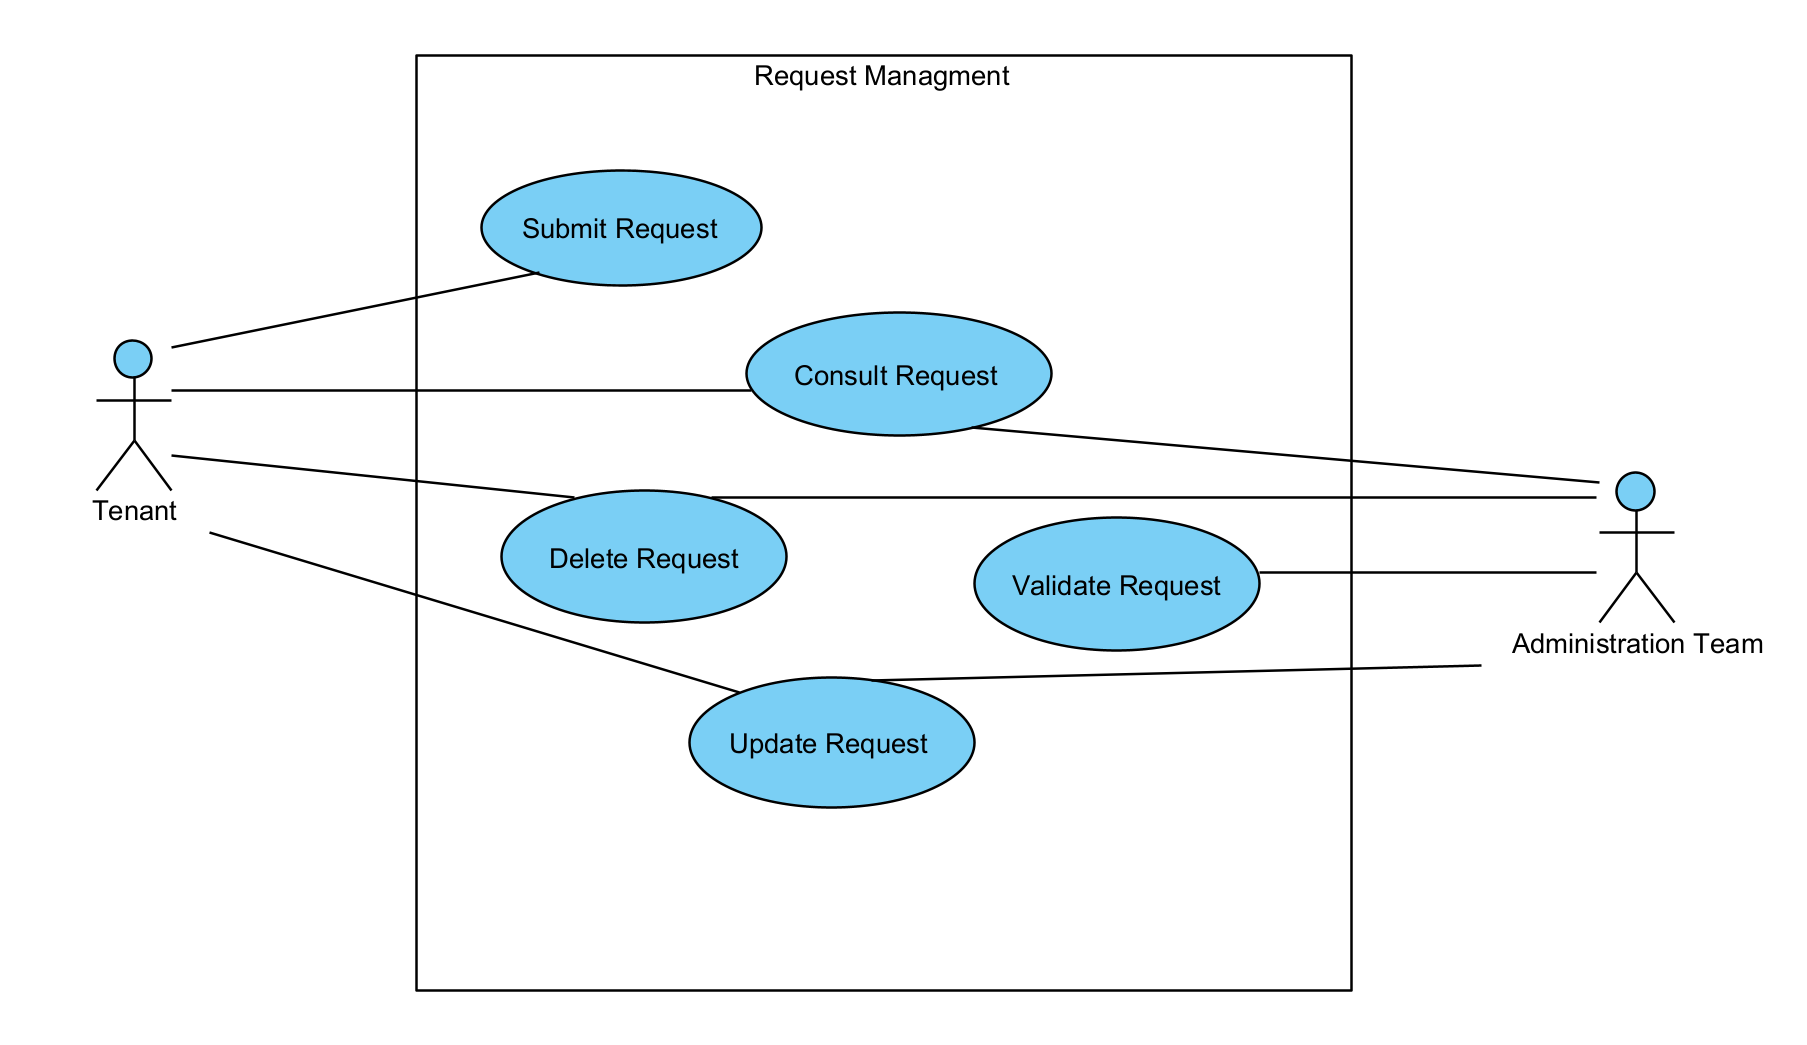 Request Managment
Submit Request
Consult Request
Tenant
Delete Request
Validate Request
Administration Team
Update Request